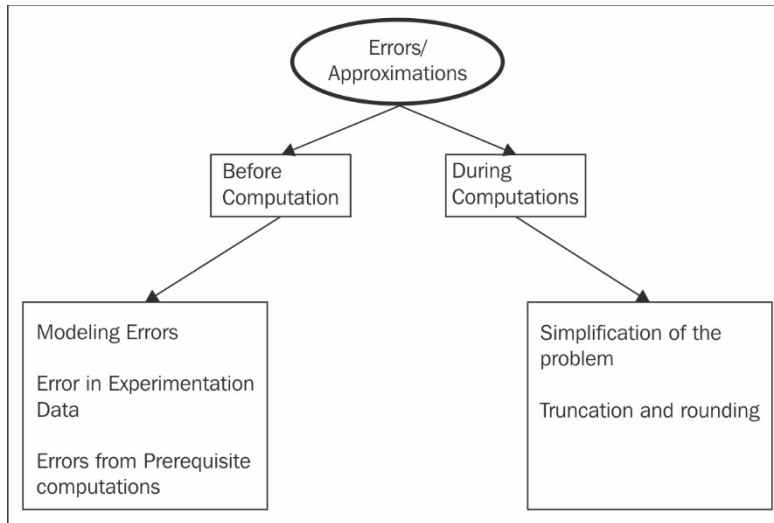 Errors/
Approximations
Before
Computation
During
Computations
Modeling Errors
Error in Experimentation
Data
Errors from Prerequisite
computations
Simplification of the
problem
Truncation and rounding